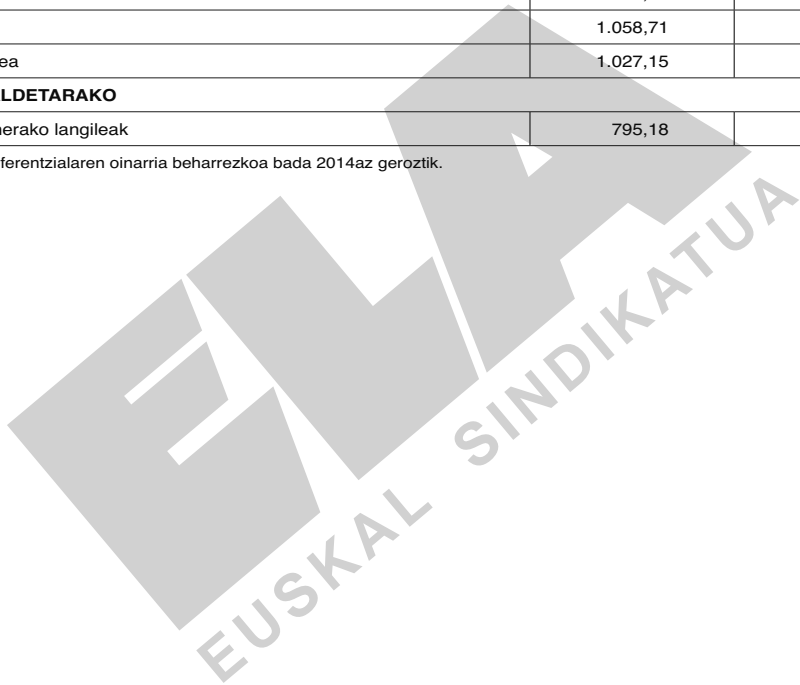 1.058,71
ea 1.027,15
LDETARAKO
nerako langileak 795,18
ferentzialaren oinarria beharrezkoa bada 2014az geroztik.
ELA
EUSKAL SINDIKATUA